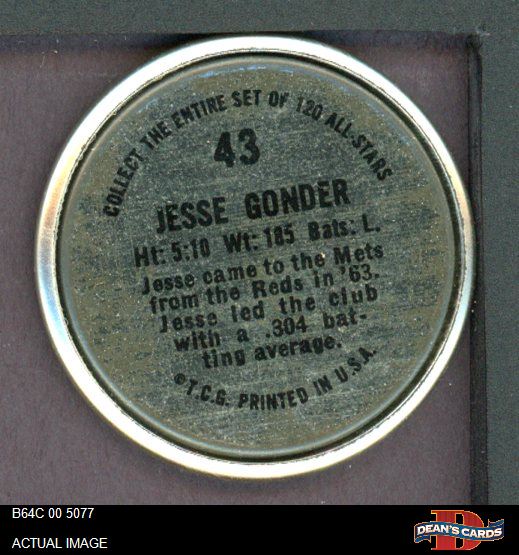 COLLECT THE ENTIRE SET OF 120 ALL-STARS
43
JESSE GONDER
Ht: 5:10 Wt: 185 Bats: L.
Jesse came to the Mets
from the Reds in '63.
Jesse led the club
with a .304 bat-
ting average.
©T.C.G. PRINTED IN U.S.A.
B64C 00 5077
ACTUAL IMAGE
D
DEAN'S CARDS